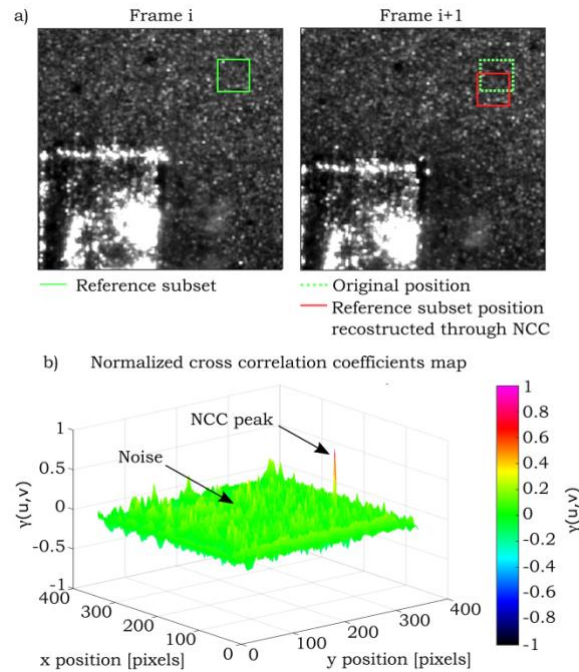 a)
Frame i
Frame i+1
Reference subset
Original position
Reference subset position
recostructed through NCC
b)
Normalized cross correlation coefficients map
NCC peak
Noise
γ(u,v)
1
0.5
0
-0.5
-1
400
300
200
100
0
x position [pixels]
0
100
200
300
400
y position [pixels]
1
0.8
0.6
0.4
0.2
0
-0.2
-0.4
-0.6
-0.8
-1
γ(u,v)